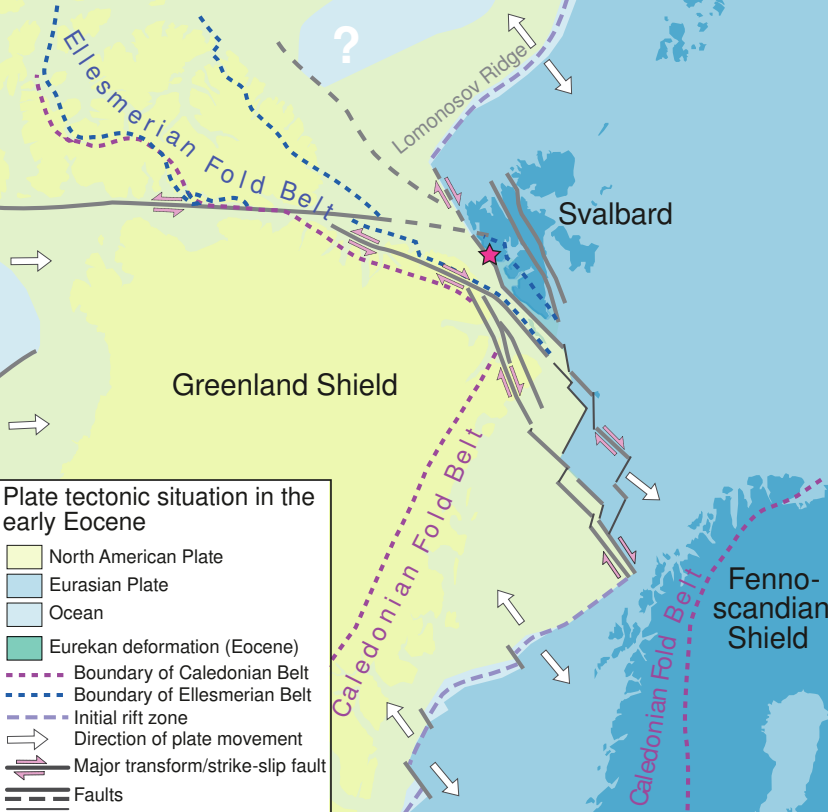 ?
Ellesmerian Fold Belt
Lomonosov Ridge
Svalbard
Greenland Shield
Caledonian Fold Belt
Caledonian Fold Belt
Fenno-
scandian
Shield
Plate tectonic situation in the
early Eocene
North American Plate
Eurasian Plate
Ocean
Eurekan deformation (Eocene)
Boundary of Caledonian Belt
Boundary of Ellesmerian Belt
Initial rift zone
Direction of plate movement
Major transform/strike-slip fault
Faults